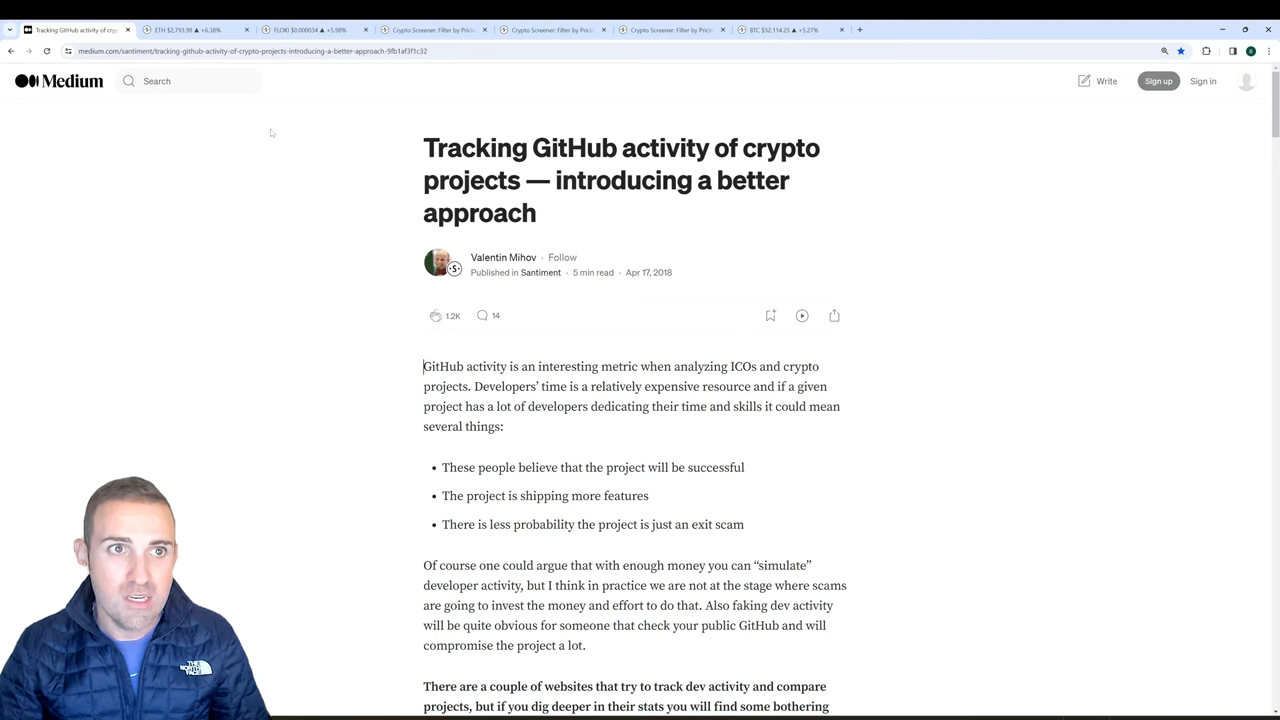 Tracking GitHub activity of cryp
ETH $2,793.98 ▲ +6.38%
FLOKI $0.000034 ▲ +5.98%
Crypto Screener: Filter by Pricin
Crypto Screener: Filter by Pricin
Crypto Screener: Filter by Pricin
BTC $52,114.25 ▲ +5.27%
medium.com/santiment/tracking-github-activity-of-crypto-projects-introducing-a-better-approach-9fb1af3f1c32
B
Medium
Search
Write
Sign up
Sign in
Tracking GitHub activity of crypto
projects — introducing a better
approach
Valentin Mihov · Follow
Published in Santiment · 5 min read · Apr 17, 2018
1.2K
14
GitHub activity is an interesting metric when analyzing ICOs and crypto
projects. Developers’ time is a relatively expensive resource and if a given
project has a lot of developers dedicating their time and skills it could mean
several things:
• These people believe that the project will be successful
• The project is shipping more features
• There is less probability the project is just an exit scam
Of course one could argue that with enough money you can “simulate”
developer activity, but I think in practice we are not at the stage where scams
are going to invest the money and effort to do that. Also faking dev activity
will be quite obvious for someone that check your public GitHub and will
compromise the project a lot.
There are a couple of websites that try to track dev activity and compare
projects, but if you dig deeper in their stats you will find some bothering
THE
NORTH
FACE